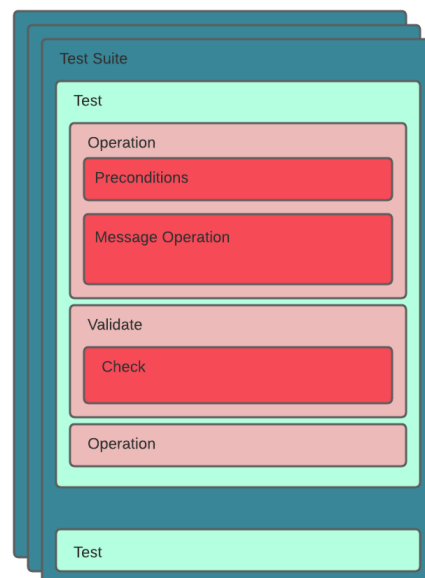 Test Suite
Test
Operation
Preconditions
Message Operation
Validate
Check
Operation
Test